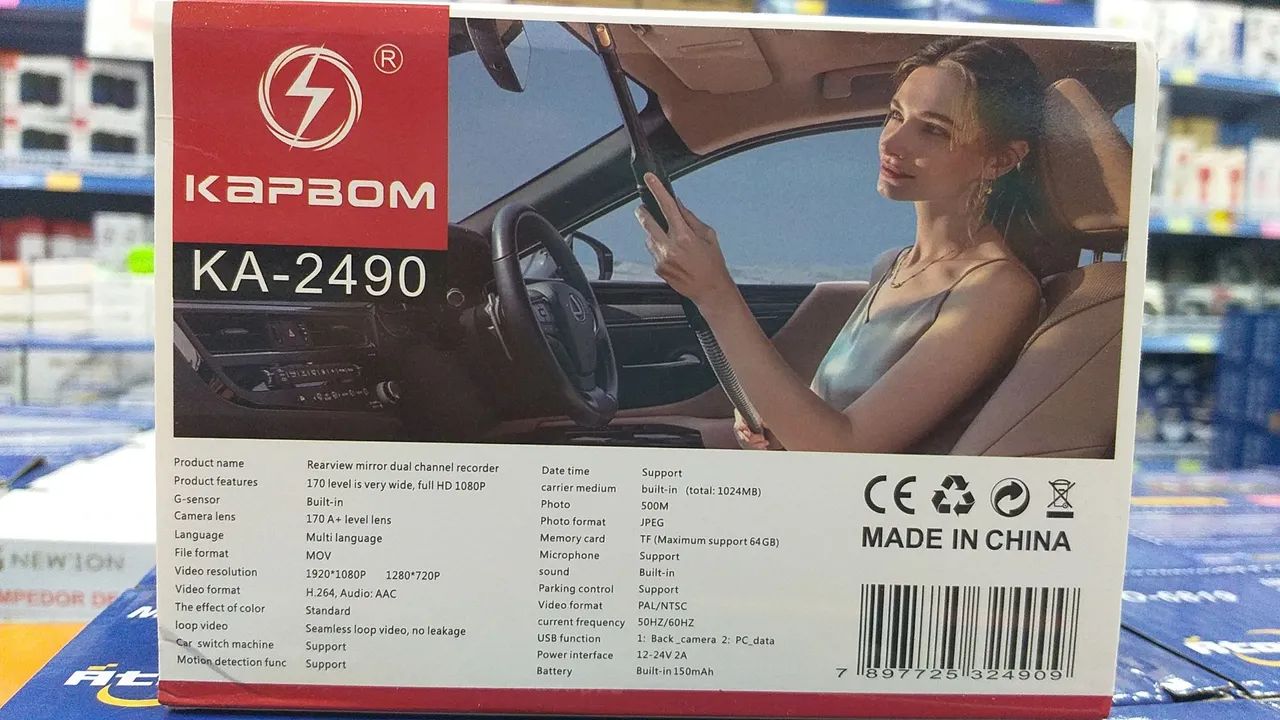 ®
KAPBOM
KA-2490
Product name Rearview mirror dual channel recorder
Product features 170 level is very wide, full HD 1080P
G-sensor Built-in
Camera lens 170 A+ level lens
Language Multi language
File format MOV
Video resolution 1920*1080P 1280*720P
Video format H.264, Audio: AAC
The effect of color Standard
loop video Seamless loop video, no leakage
Car switch machine Support
Motion detection func Support
Date time Support
carrier medium built-in (total: 1024MB)
Photo 500M
Photo format JPEG
Memory card TF (Maximum support 64GB)
Microphone Support
sound Built-in
Parking control Support
Video format PAL/NTSC
current frequency 50HZ/60HZ
USB function 1: Back_camera 2: PC_data
Power interface 12-24V 2A
Battery Built-in 150mAh
CE
MADE IN CHINA
7 897725 324909
NEW'ION
MPEDOR DE